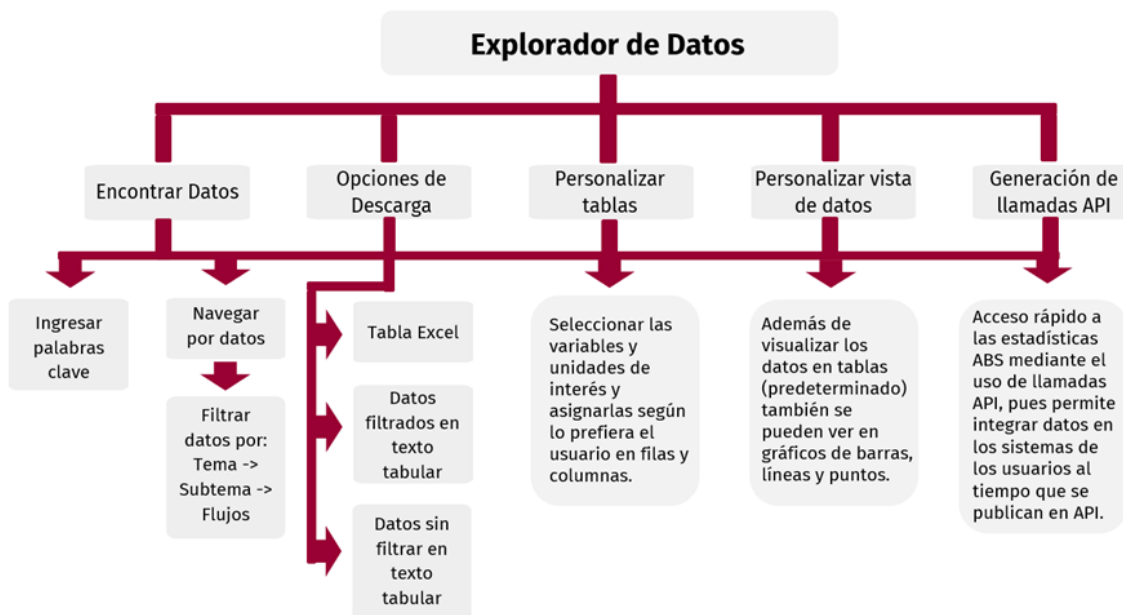 Explorador de Datos
Encontrar Datos
Opciones de
Descarga
Personalizar
tablas
Personalizar vista
de datos
Generación de
llamadas API
Ingresar
palabras
clave
Navegar
por datos
Filtrar
datos por:
Tema ->
Subtema ->
Flujos
Tabla Excel
Datos
filtrados en
texto
tabular
Datos sin
filtrar en
texto
tabular
Seleccionar las
variables y
unidades de
interés y
asignarlas según
lo prefiera el
usuario en filas y
columnas.
Además de
visualizar los
datos en tablas
(predeterminado)
también se
pueden ver en
gráficos de barras,
líneas y puntos.
Acceso rápido a
las estadísticas
ABS mediante el
uso de llamadas
API, pues permite
integrar datos en
los sistemas de
los usuarios al
tiempo que se
publican en API.